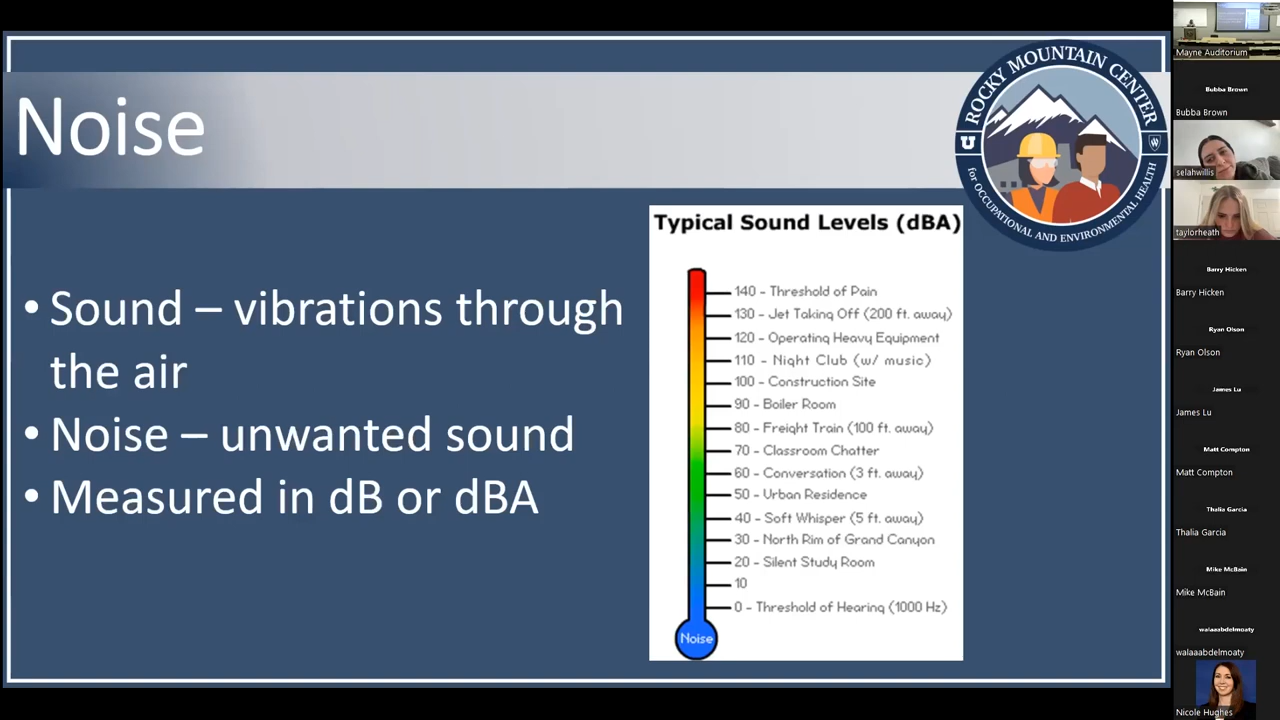 Noise
ROCKY MOUNTAIN CENTER
U
W
for OCCUPATIONAL AND ENVIRONMENTAL HEALTH
• Sound – vibrations through
the air
• Noise – unwanted sound
• Measured in dB or dBA
Typical Sound Levels (dBA)
140 - Threshold of Pain
130 - Jet Taking Off (200 ft. away)
120 - Operating Heavy Equipment
110 - Night Club (w/ music)
100 - Construction Site
90 - Boiler Room
80 - Freight Train (100 ft. away)
70 - Classroom Chatter
60 - Conversation (3 ft. away)
50 - Urban Residence
40 - Soft Whisper (5 ft. away)
30 - North Rim of Grand Canyon
20 - Silent Study Room
10
0 - Threshold of Hearing (1000 Hz)
Noise
Mayne Auditorium
Bubba Brown
Bubba Brown
selahwillis
taylorheath
Barry Hicken
Barry Hicken
Ryan Olson
Ryan Olson
James Lu
James Lu
Matt Compton
Matt Compton
Thalia Garcia
Thalia Garcia
Mike McBain
Mike McBain
walaaabdelmoaty
walaaabdelmoaty
Nicole Hughes